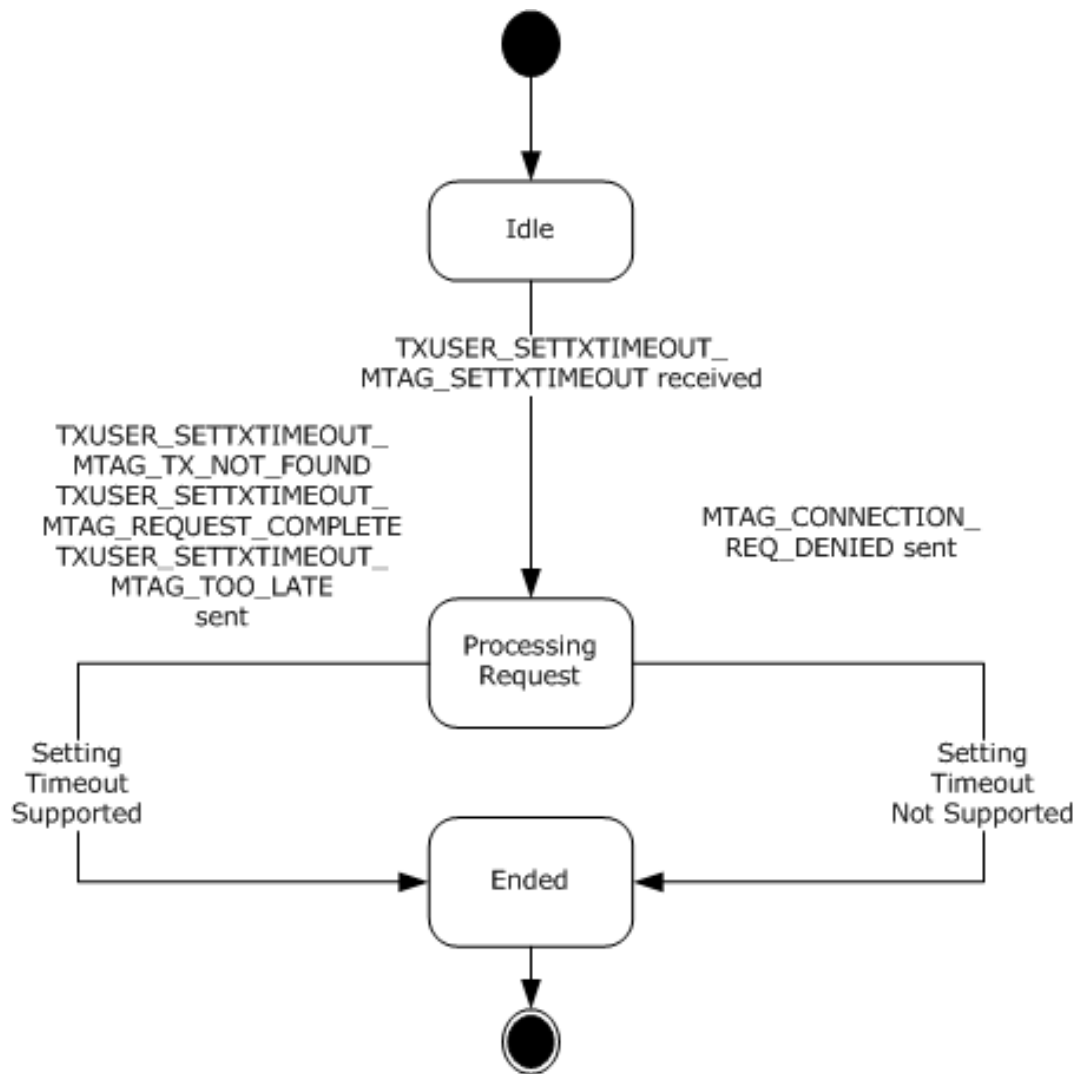 Idle
TXUSER_SETTXTIMEOUT_
MTAG_SETTXTIMEOUT received
TXUSER_SETTXTIMEOUT_
MTAG_TX_NOT_FOUND
TXUSER_SETTXTIMEOUT_
MTAG_REQUEST_COMPLETE
TXUSER_SETTXTIMEOUT_
MTAG_TOO_LATE
sent
MTAG_CONNECTION_
REQ_DENIED sent
Processing
Request
Setting
Timeout
Supported
Setting
Timeout
Not Supported
Ended